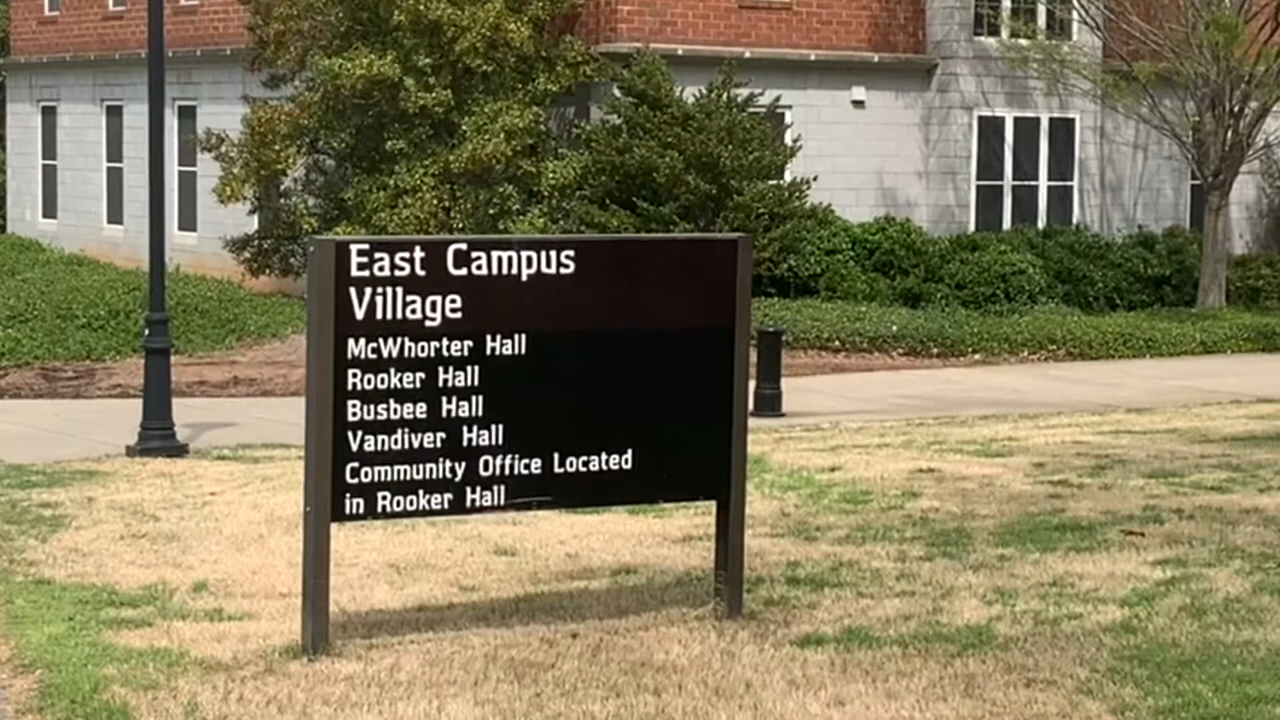 East Campus
Village
McWhorter Hall
Rooker Hall
Busbee Hall
Vandiver Hall
Community Office Located
in Rooker Hall